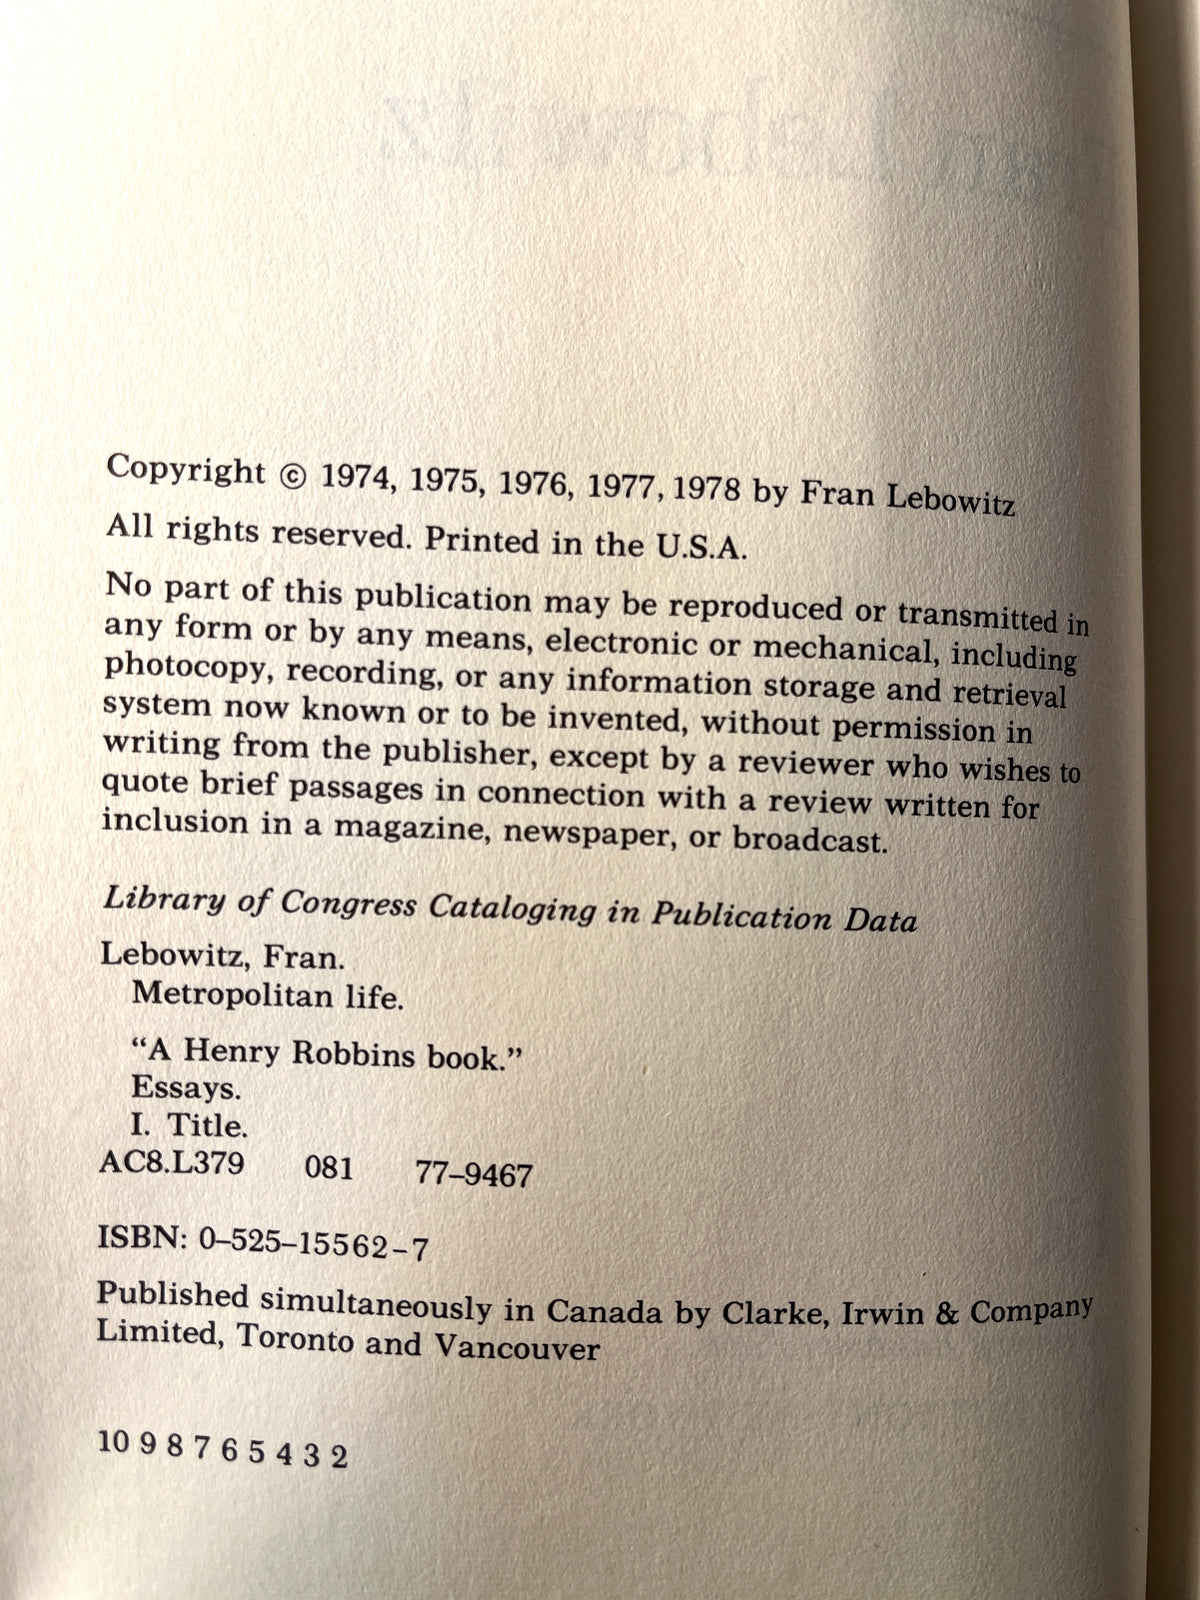 Copyright © 1974, 1975, 1976, 1977, 1978 by Fran Lebowitz
All rights reserved. Printed in the U.S.A.
No part of this publication may be reproduced or transmitted in
any form or by any means, electronic or mechanical, including
photocopy, recording, or any information storage and retrieval
system now known or to be invented, without permission in
writing from the publisher, except by a reviewer who wishes to
quote brief passages in connection with a review written for
inclusion in a magazine, newspaper, or broadcast.
Library of Congress Cataloging in Publication Data
Lebowitz, Fran.
Metropolitan life.
“A Henry Robbins book.”
Essays.
I. Title.
AC8.L379 081 77–9467
ISBN: 0–525–15562–7
Published simultaneously in Canada by Clarke, Irwin & Company
Limited, Toronto and Vancouver
10 9 8 7 6 5 4 3 2